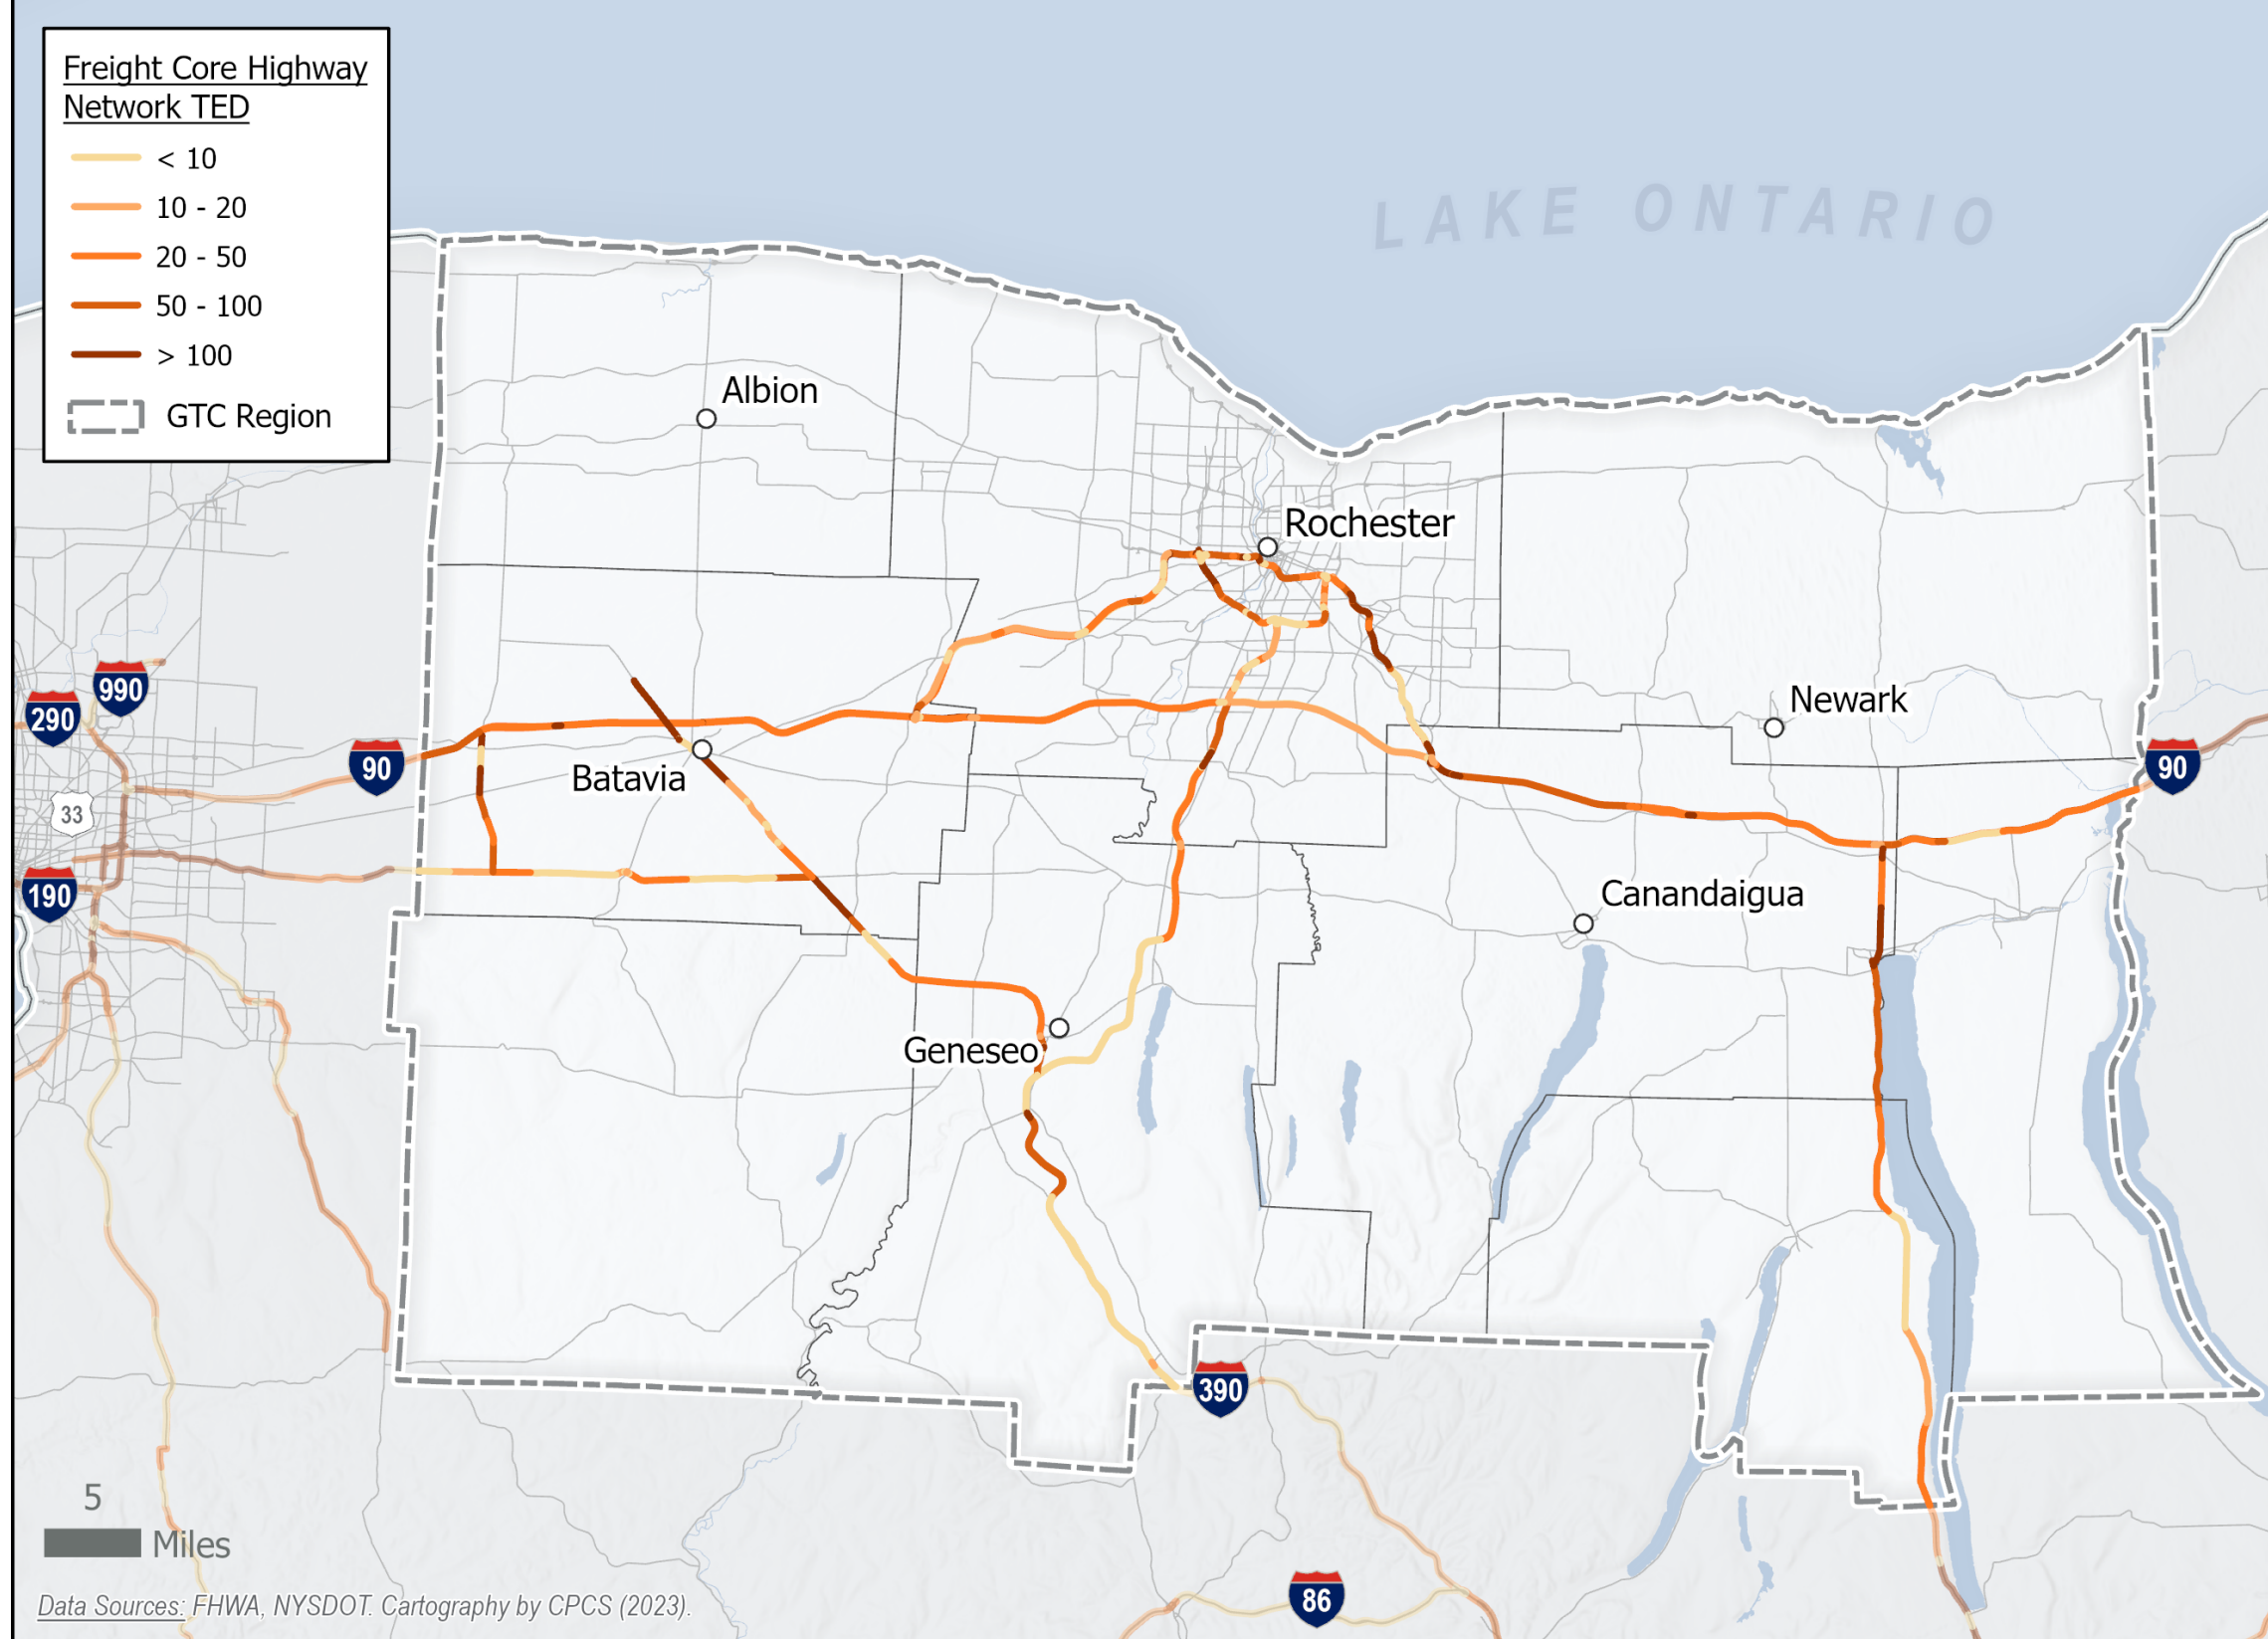 Freight Core Highway
Network TED
< 10
10 - 20
20 - 50
50 - 100
> 100
GTC Region
LAKE ONTARIO
Albion
Rochester
990
290
Newark
90
90
Batavia
33
190
Canandaigua
Geneseo
390
5
Miles
86
Data Sources: FHWA, NYSDOT. Cartography by CPCS (2023).